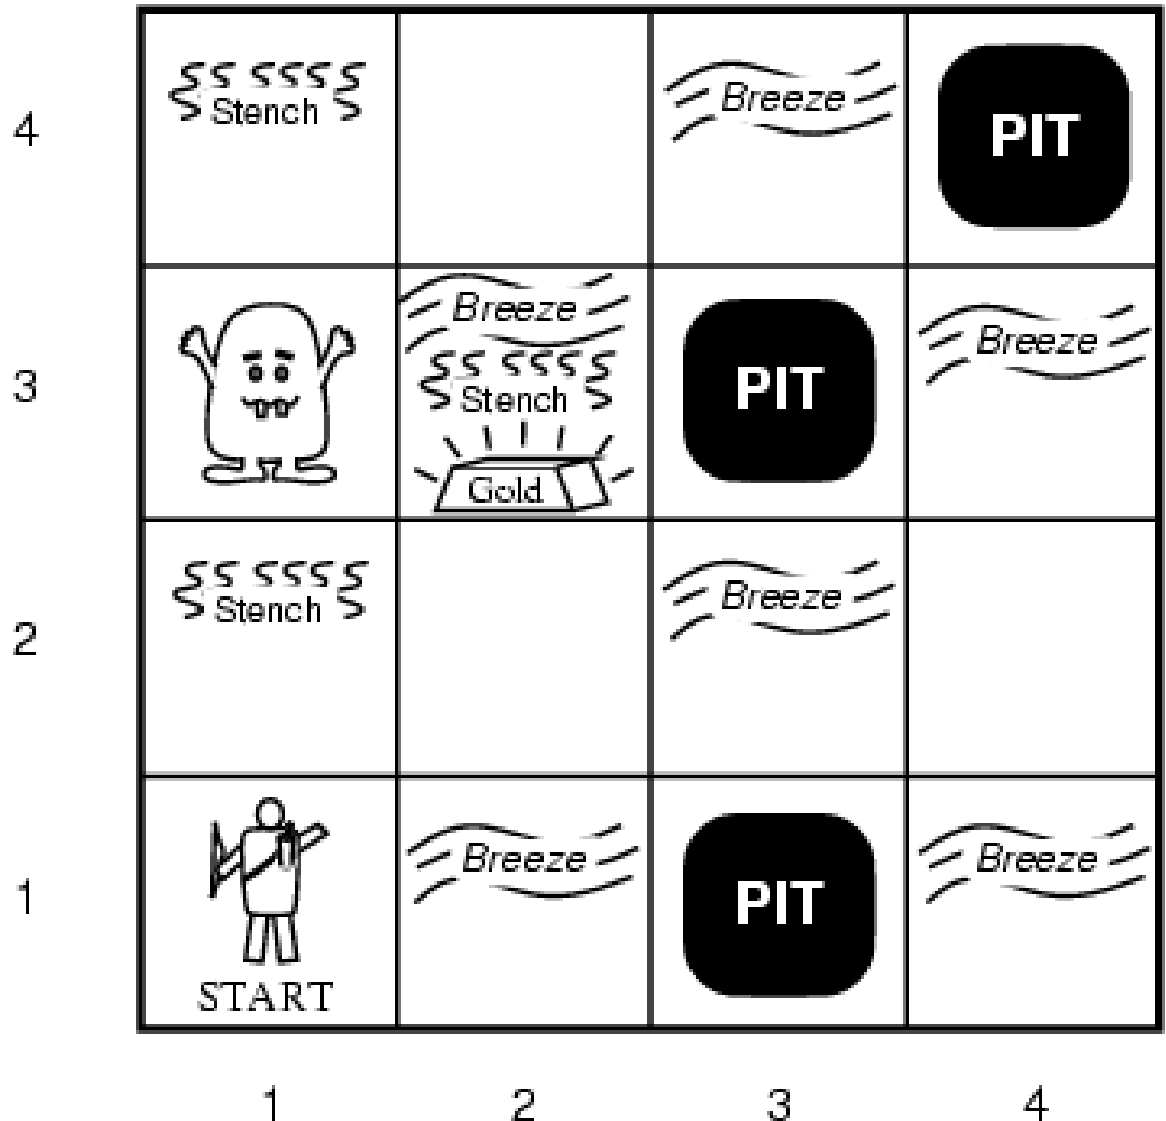 4 Stench Breeze PIT
Breeze
3 Stench PIT Breeze
Gold
2 Stench Breeze
1 Breeze PIT Breeze
START
1 2 3 4